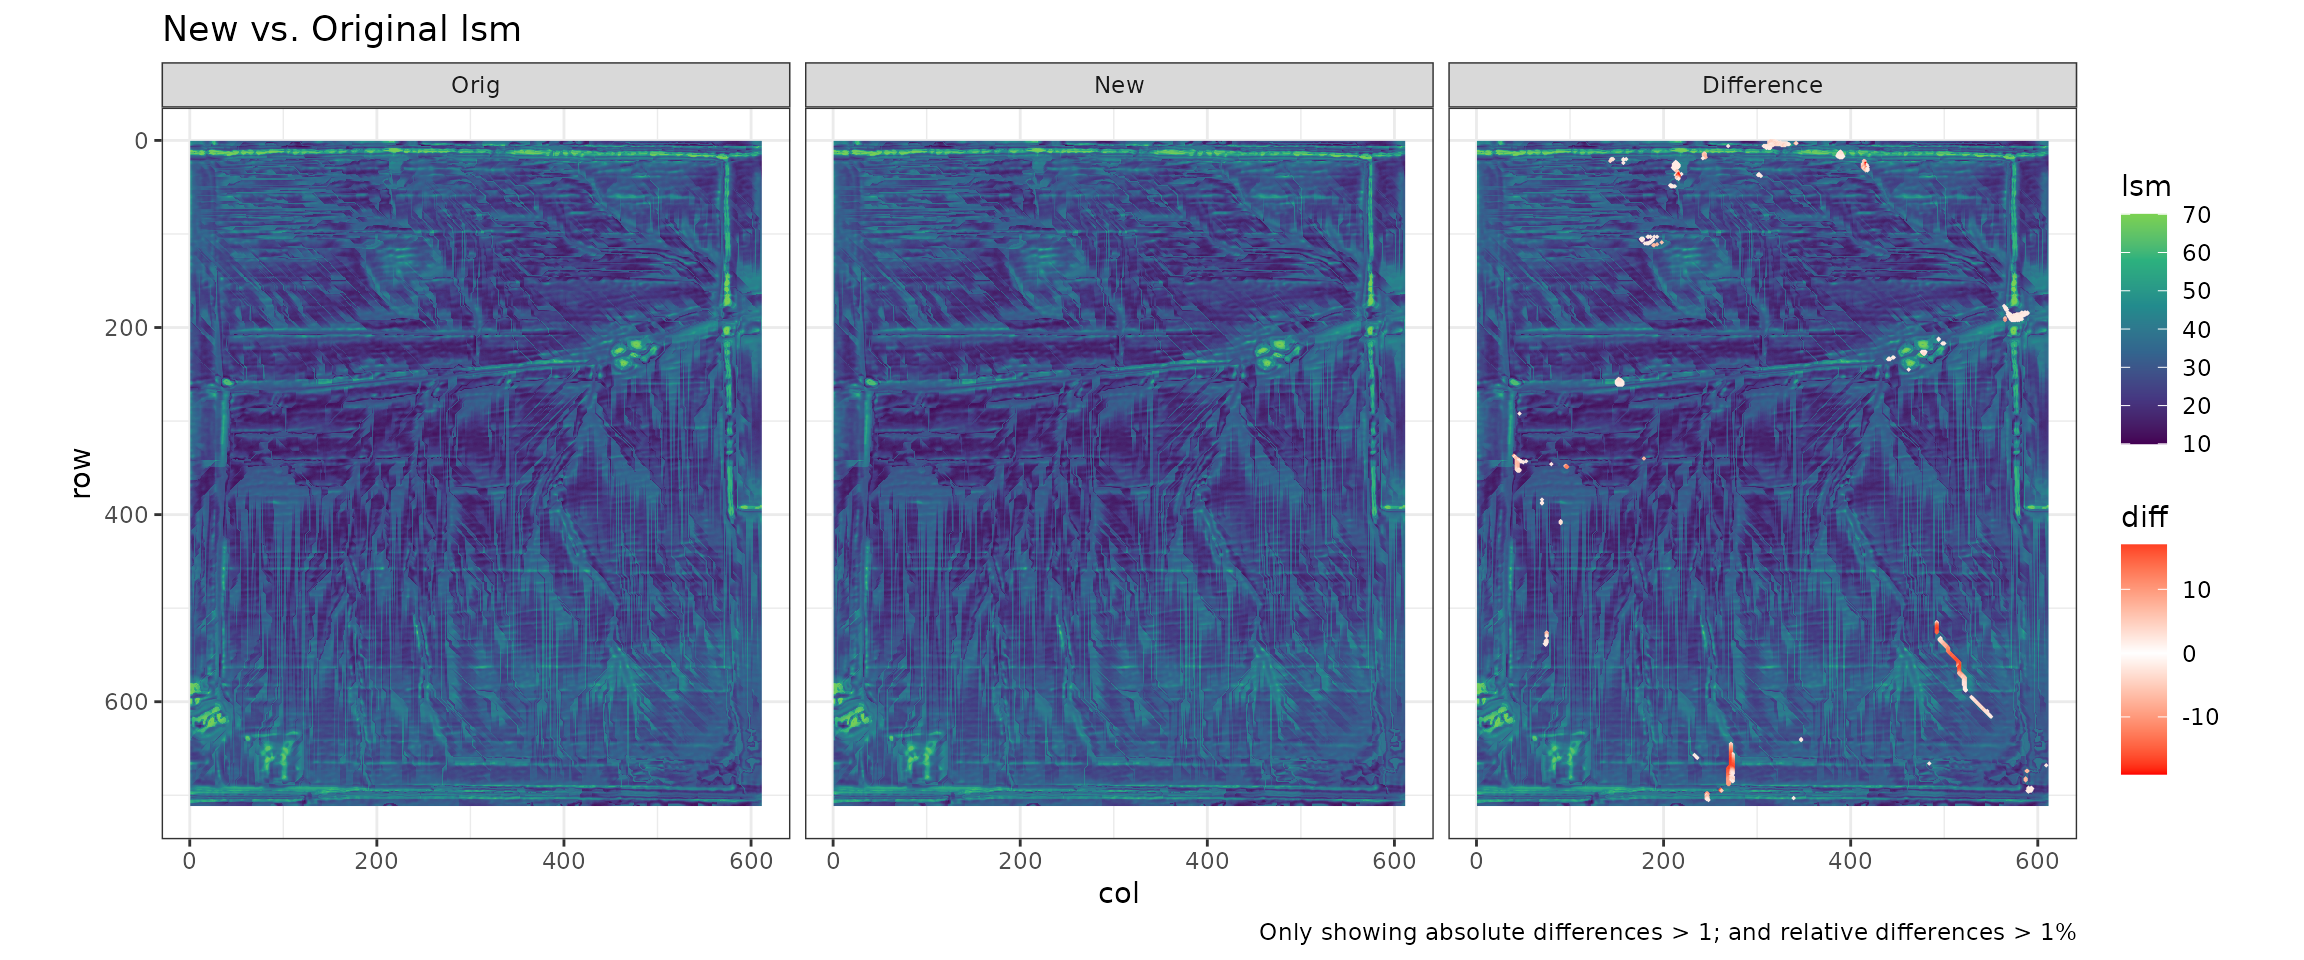 New vs. Original lsm
Orig
New
Difference
0
200
400
600
row
0 200 400 600
0 200 400 600
0 200 400 600
col
lsm
70
60
50
40
30
20
10
diff
10
0
-10
Only showing absolute differences > 1; and relative differences > 1%